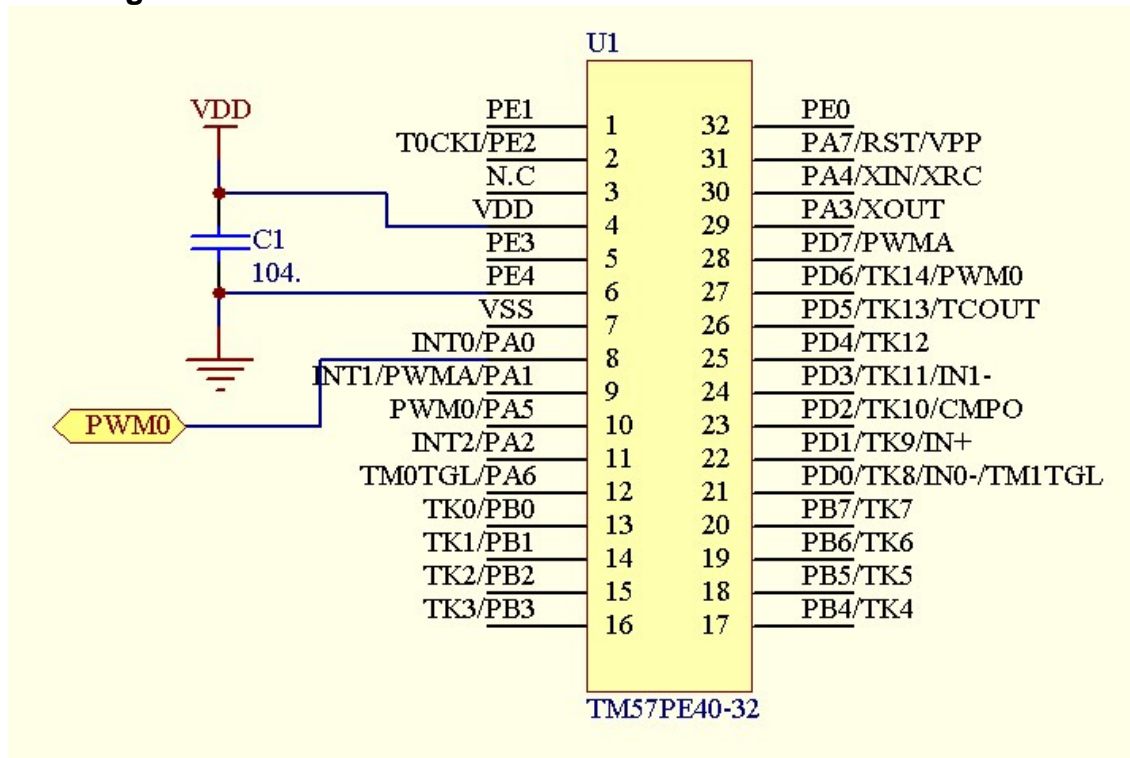 U1
VDD
C1
104.
PWM0
PE1 1 32 PE0
T0CKI/PE2 2 31 PA7/RST/VPP
N.C 3 30 PA4/XIN/XRC
VDD 4 29 PA3/XOUT
PE3 5 28 PD7/PWMA
PE4 6 27 PD6/TK14/PWM0
VSS 7 26 PD5/TK13/TCOUT
INT0/PA0 8 25 PD4/TK12
INT1/PWMA/PA1 9 24 PD3/TK11/IN1-
PWM0/PA5 10 23 PD2/TK10/CMPO
INT2/PA2 11 22 PD1/TK9/IN+
TM0TGL/PA6 12 21 PD0/TK8/IN0-/TM1TGL
TK0/PB0 13 20 PB7/TK7
TK1/PB1 14 19 PB6/TK6
TK2/PB2 15 18 PB5/TK5
TK3/PB3 16 17 PB4/TK4
TM57PE40-32